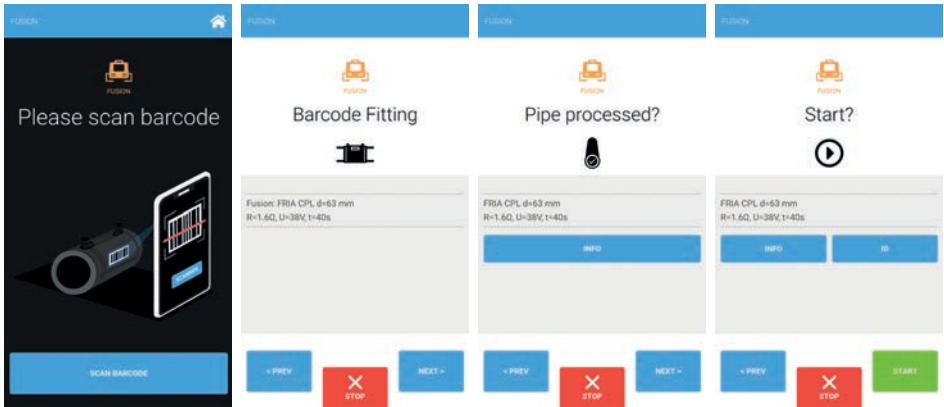 FUSION
FUSION
Please scan barcode
SCANNEN
SCAN BARCODE
FUSION
FUSION
Barcode Fitting
Fusion: FRIA CPL d=63 mm
R=1.6Ω, U=38V, t=40s
< PREV
STOP
NEXT >
FUSION
FUSION
Pipe processed?
FRIA CPL d=63 mm
R=1.6Ω, U=38V, t=40s
INFO
< PREV
STOP
NEXT >
FUSION
FUSION
Start?
FRIA CPL d=63 mm
R=1.6Ω, U=38V, t=40s
INFO
ID
< PREV
STOP
START